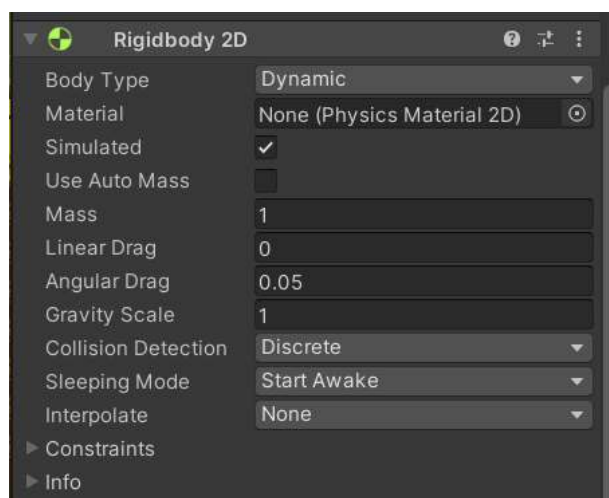 Rigidbody 2D
Body Type Dynamic
Material None (Physics Material 2D)
Simulated
Use Auto Mass
Mass 1
Linear Drag 0
Angular Drag 0.05
Gravity Scale 1
Collision Detection Discrete
Sleeping Mode Start Awake
Interpolate None
Constraints
Info